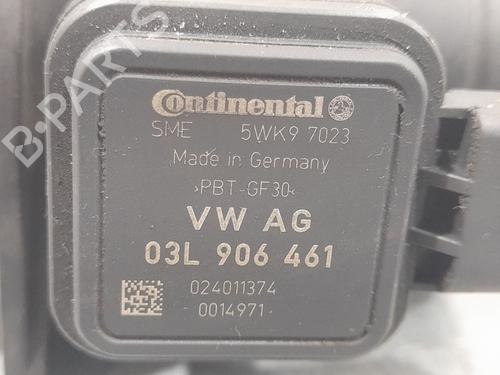 Continental
SME 5WK9 7023
Made in Germany
>PBT-GF30<
VW AG
03L 906 461
024011374
0014971
B-PARTS